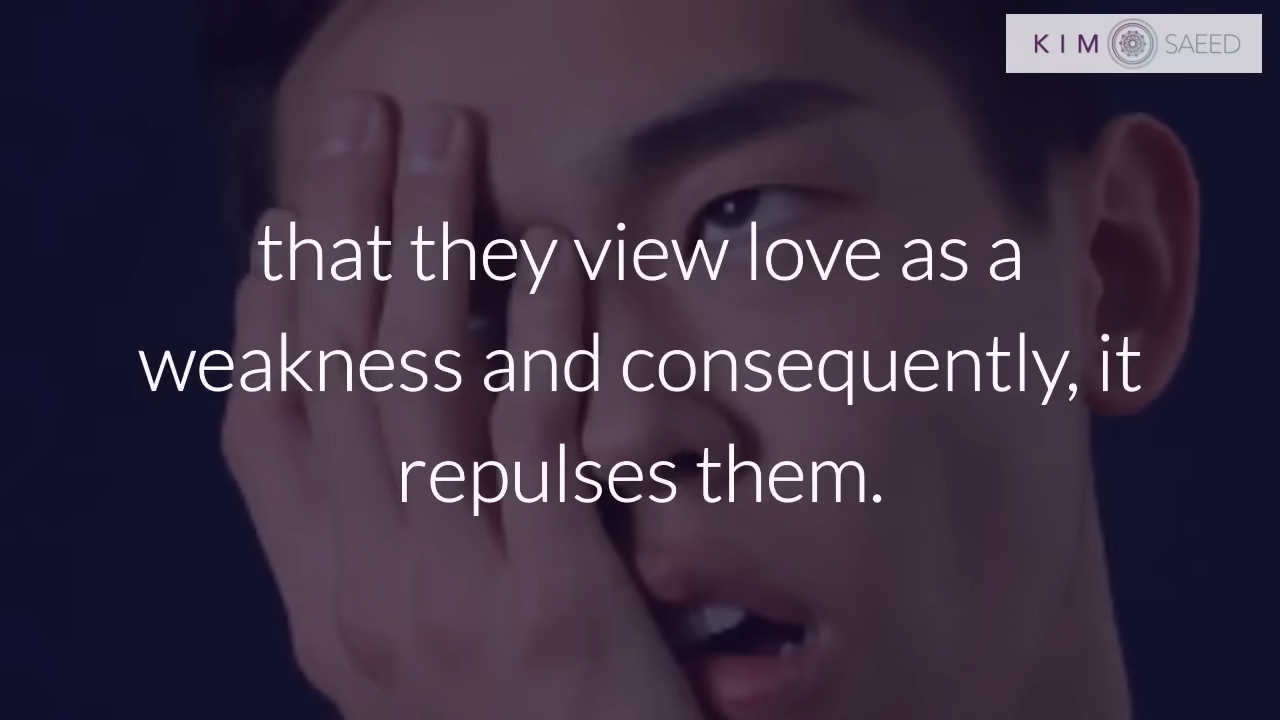 KIM SAEED
that they view love as a
weakness and consequently, it
repulses them.